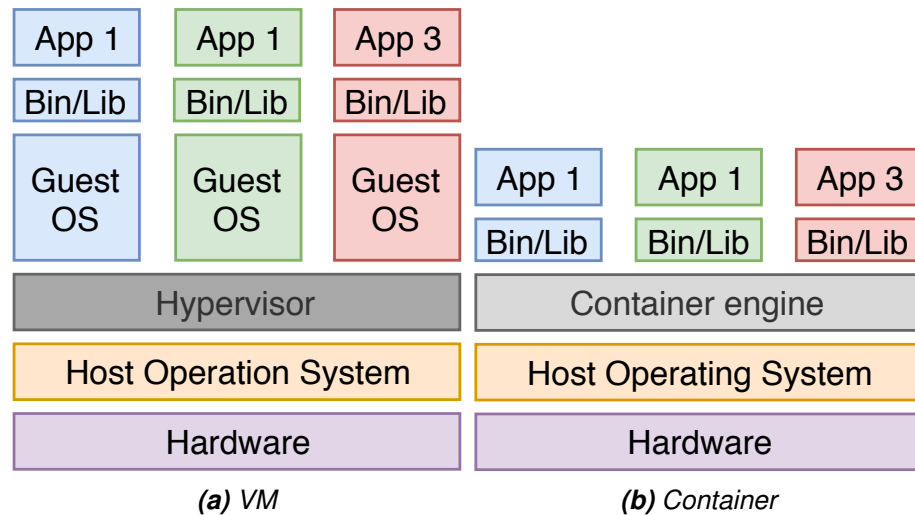 App 1
App 1
App 3
Bin/Lib
Bin/Lib
Bin/Lib
Guest
OS
Guest
OS
Guest
OS
Hypervisor
Host Operation System
Hardware
(a) VM
App 1
App 1
App 3
Bin/Lib
Bin/Lib
Bin/Lib
Container engine
Host Operating System
Hardware
(b) Container